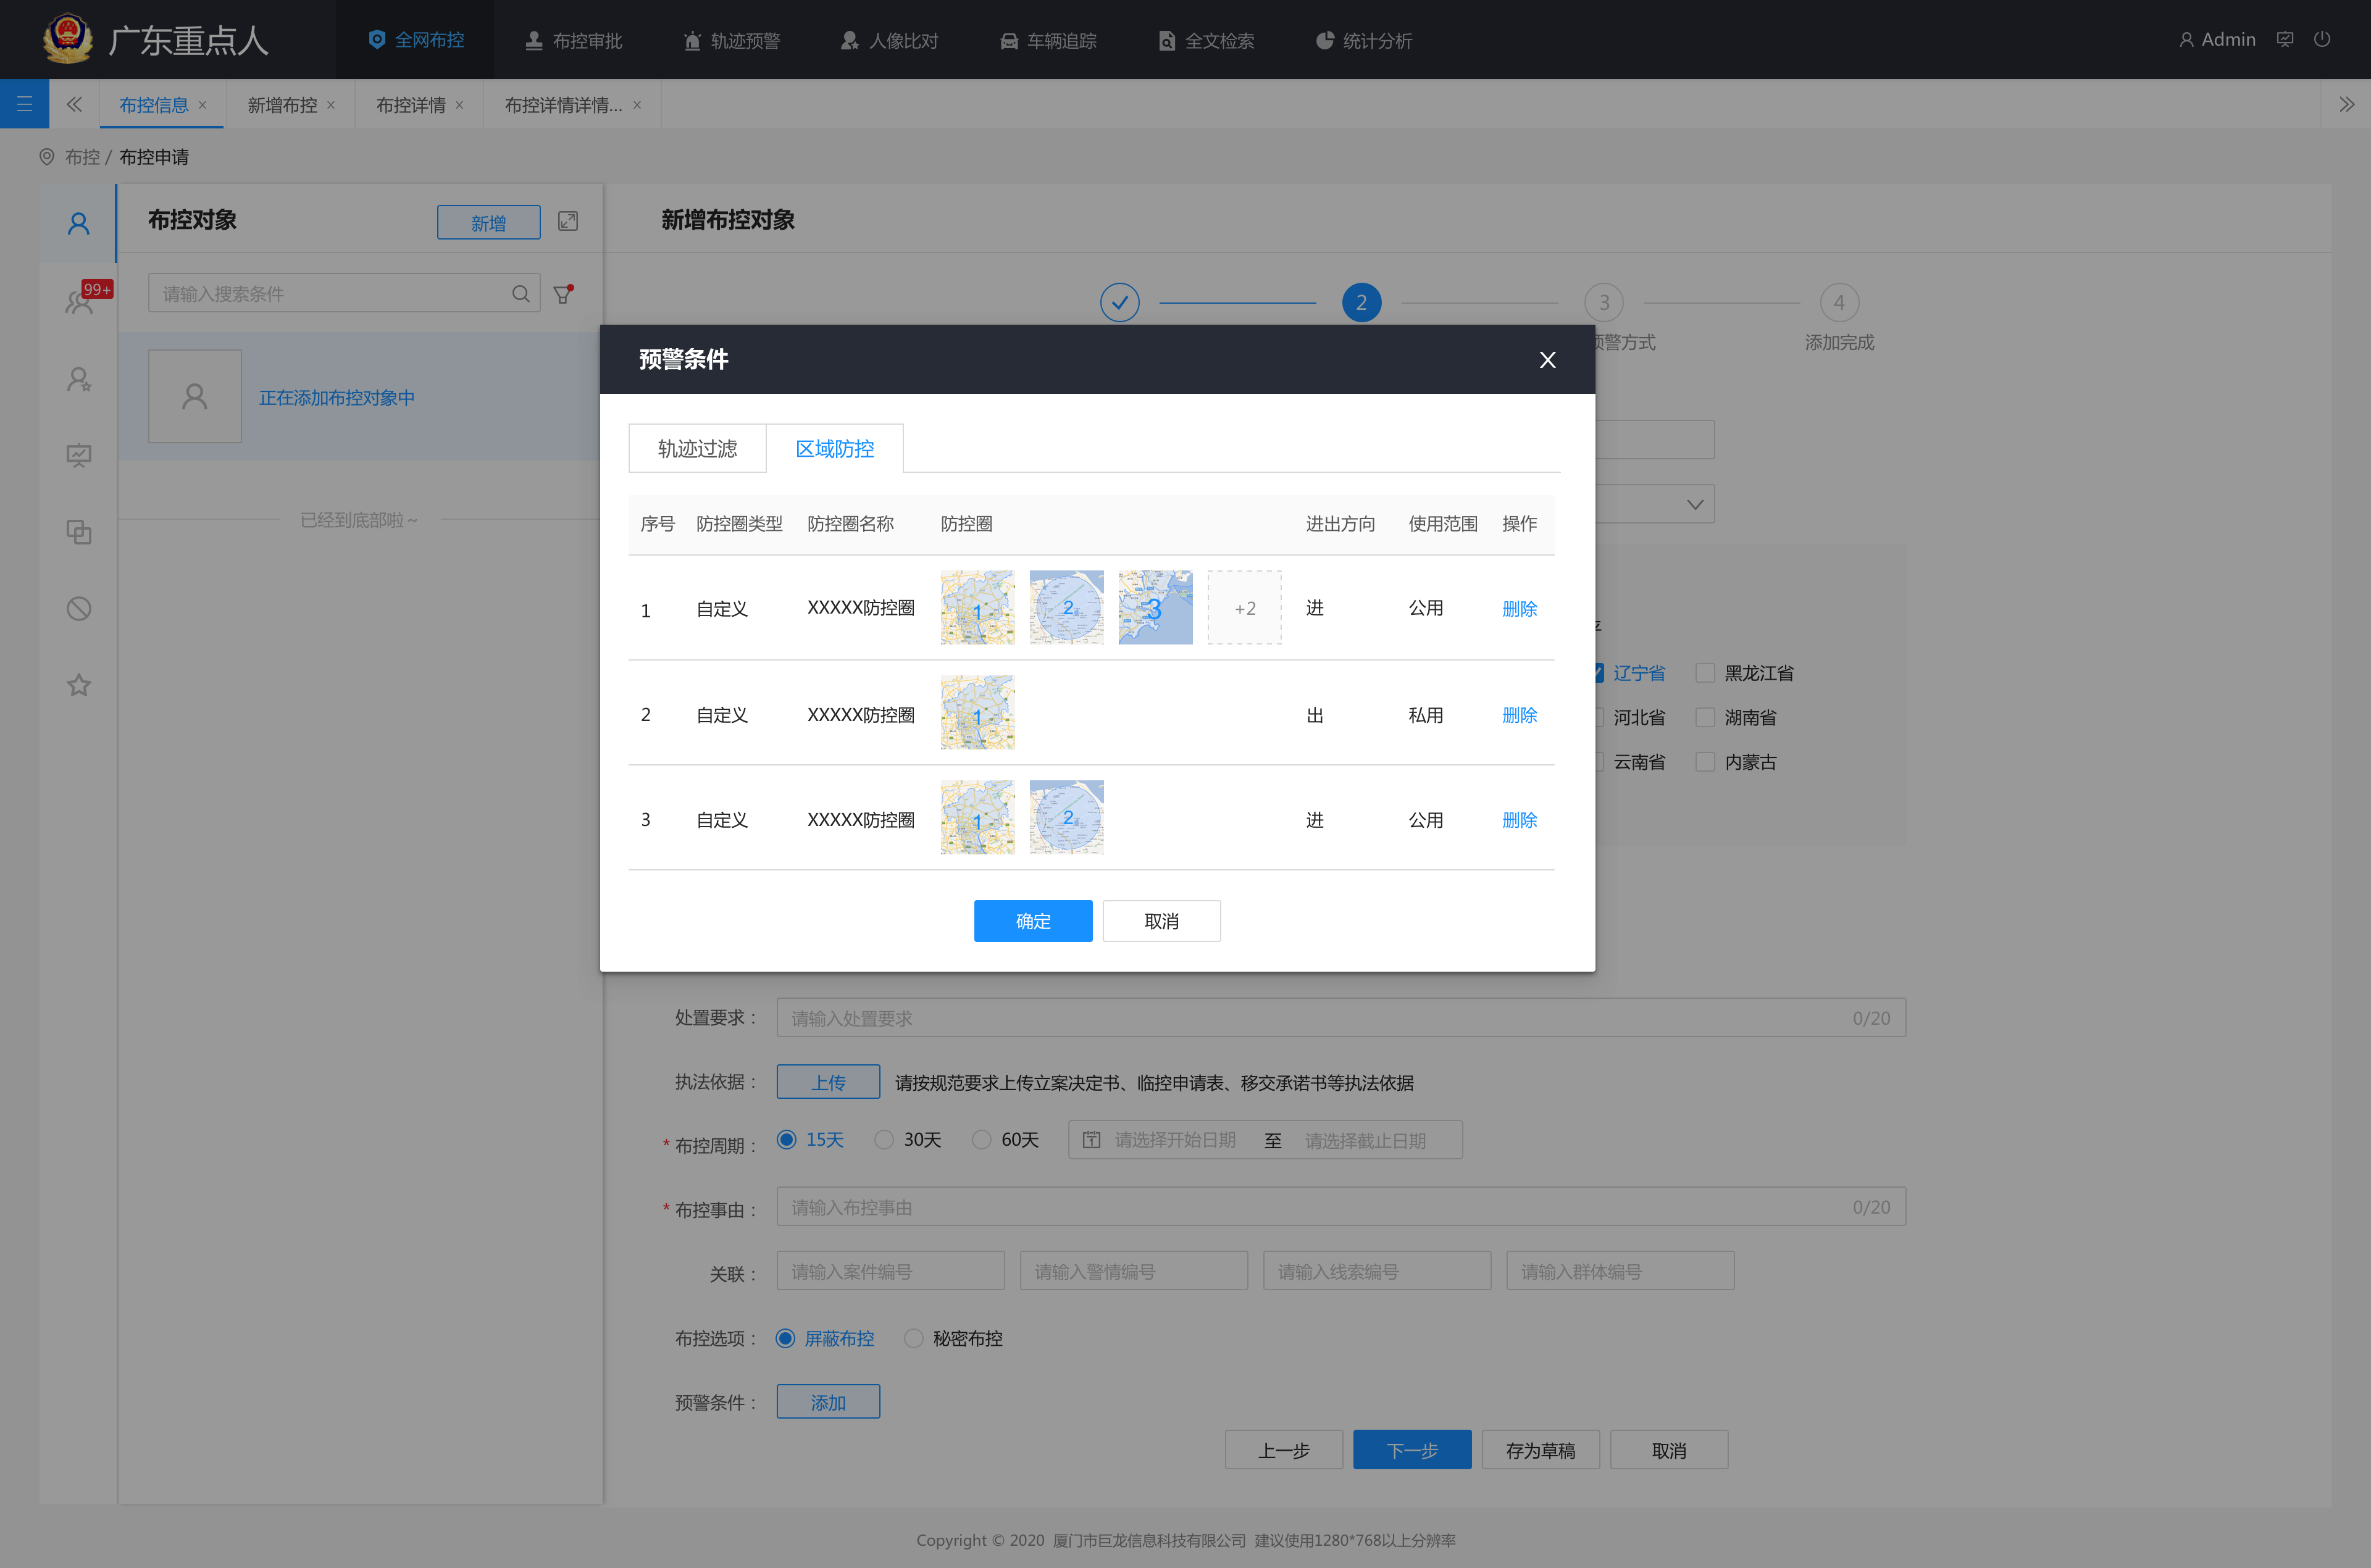 广东重点人
全网布控
布控审批
轨迹预警
人像比对
车辆追踪
全文检索
统计分析
Admin
布控信息 ×
新增布控 ×
布控详情 ×
布控详情详情... ×
布控 / 布控申请
布控对象
新增
新增布控对象
99+
请输入搜索条件
正在添加布控对象中
已经到底部啦~
2
3
4
添加完成
预警条件
轨迹过滤
区域防控
序号 防控圈类型 防控圈名称 防控圈 进出方向 使用范围 操作
1 自定义 XXXXX防控圈 1 2 3 +2 进 公用 删除
2 自定义 XXXXX防控圈 1 出 私用 删除
3 自定义 XXXXX防控圈 1 2 进 公用 删除
确定
取消
辽宁省 黑龙江省
河北省 湖南省
云南省 内蒙古
处置要求: 请输入处置要求 0/20
执法依据: 上传 请按规范要求上传立案决定书、临控申请表、移交承诺书等执法依据
* 布控周期: 15天 30天 60天 请选择开始日期 至 请选择截止日期
* 布控事由: 请输入布控事由 0/20
关联: 请输入案件编号 请输入警情编号 请输入线索编号 请输入群体编号
布控选项: 屏蔽布控 秘密布控
预警条件: 添加
上一步 下一步 存为草稿 取消
Copyright © 2020 厦门市巨龙信息科技有限公司 建议使用1280*768以上分辨率